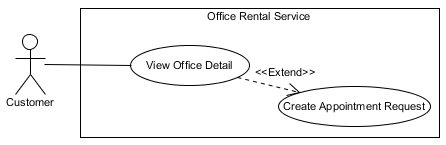 Office Rental Service
View Office Detail
<<Extend>>
Create Appointment Request
Customer